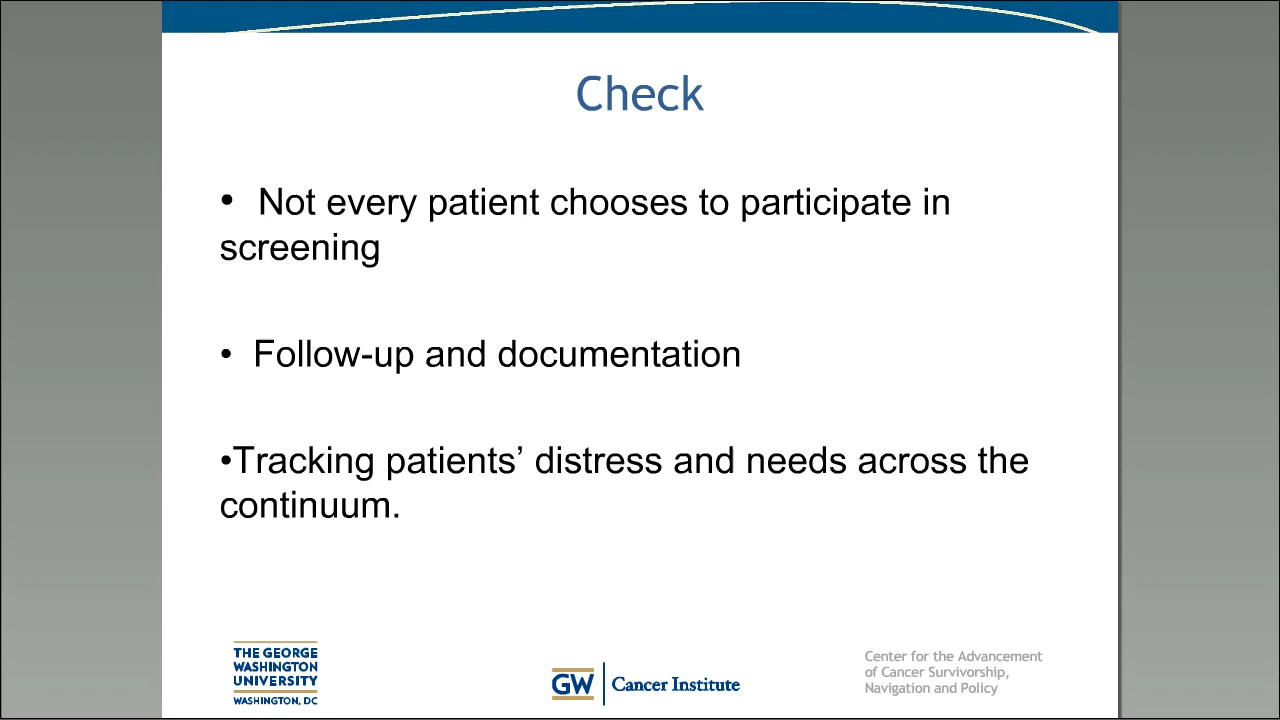 Check
• Not every patient chooses to participate in
screening
• Follow-up and documentation
•Tracking patients’ distress and needs across the
continuum.
THE GEORGE
WASHINGTON
UNIVERSITY
WASHINGTON, DC
GW Cancer Institute
Center for the Advancement
of Cancer Survivorship,
Navigation and Policy